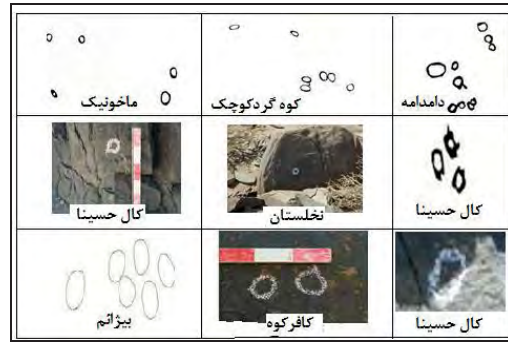 دامدامه
کوه گردکوچک
ماخونیک
کال حسینا
نخلستان
کال حسینا
کال حسینا
کافرکوه
بیژائم